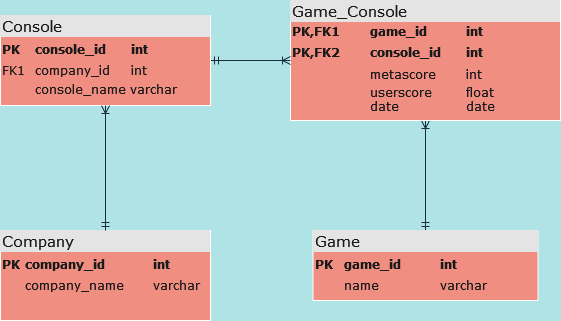 Console
PK console_id int
FK1 company_id int
console_name varchar
Game_Console
PK,FK1 game_id int
PK,FK2 console_id int
metascore int
userscore float
date date
Company
PK company_id int
company_name varchar
Game
PK game_id int
name varchar